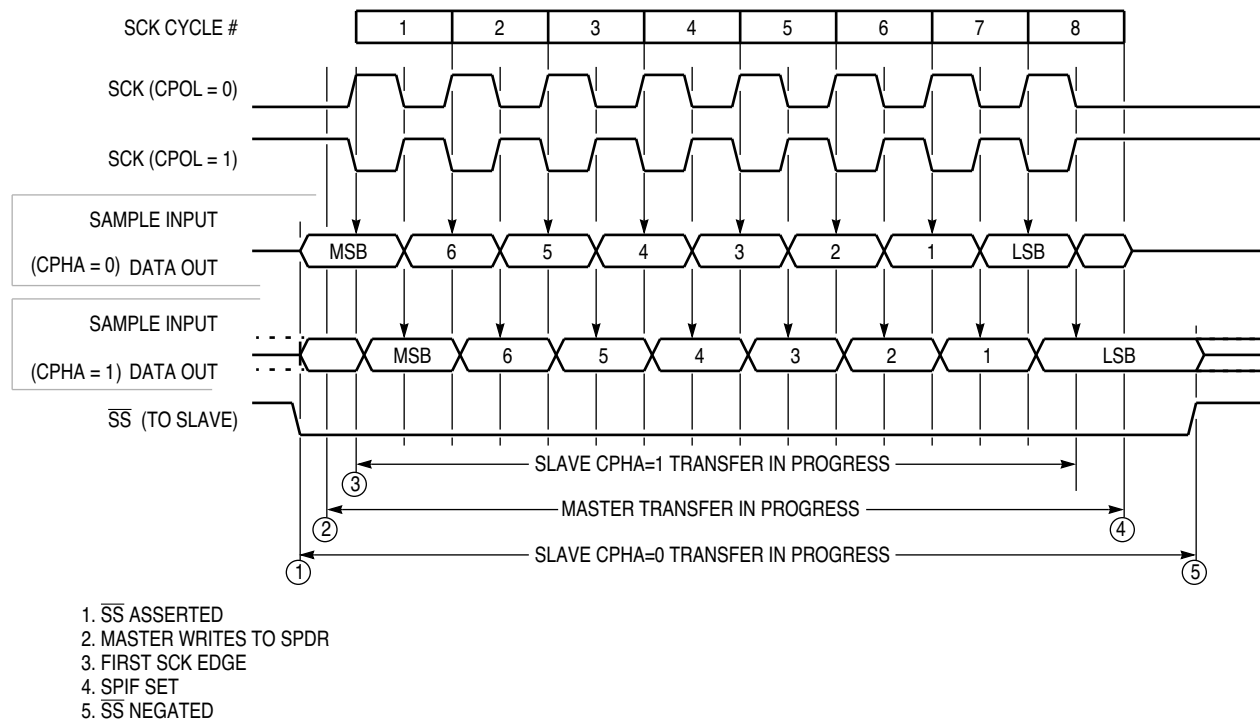 SCK CYCLE # 1 2 3 4 5 6 7 8
SCK (CPOL = 0)
SCK (CPOL = 1)
SAMPLE INPUT
(CPHA = 0) DATA OUT MSB 6 5 4 3 2 1 LSB
SAMPLE INPUT
(CPHA = 1) DATA OUT MSB 6 5 4 3 2 1 LSB
SS (TO SLAVE)
SLAVE CPHA=1 TRANSFER IN PROGRESS
3
MASTER TRANSFER IN PROGRESS
2 4
SLAVE CPHA=0 TRANSFER IN PROGRESS
1 5
1. SS ASSERTED
2. MASTER WRITES TO SPDR
3. FIRST SCK EDGE
4. SPIF SET
5. SS NEGATED